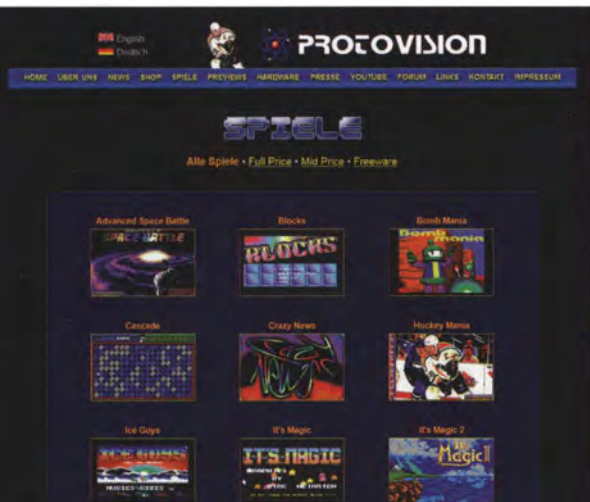 English
Deutsch
PROTOVISION
HOME ÜBER UNS NEWS SHOP SPIELE PREVIEWS HARDWARE PRESSE YOUTUBE FORUM LINKS KONTAKT IMPRESSUM
SPIELE
Alle Spiele • Full Price • Mid Price • Freeware
Advanced Space Battle Blocks Bomb Mania
SPACE BATTLE BLOCKS Bomb mania
Cascade Crazy News Hockey Mania
News
Ice Guys It's Magic It's Magic 2
ICE GUYS IT'S MAGIC It's Magic II